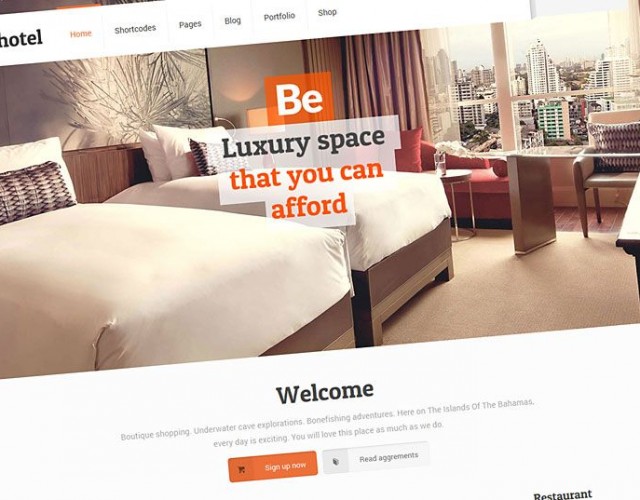 hotel
Home Shortcodes Pages Blog Portfolio Shop
Be
Luxury space
that you can
afford
Welcome
Boutique shopping. Underwater cave explorations. Bonefishing adventures. Here on The Islands Of The Bahamas,
every day is exciting. You will love this place as much as we do.
Sign up now Read aggrements
Restaurant